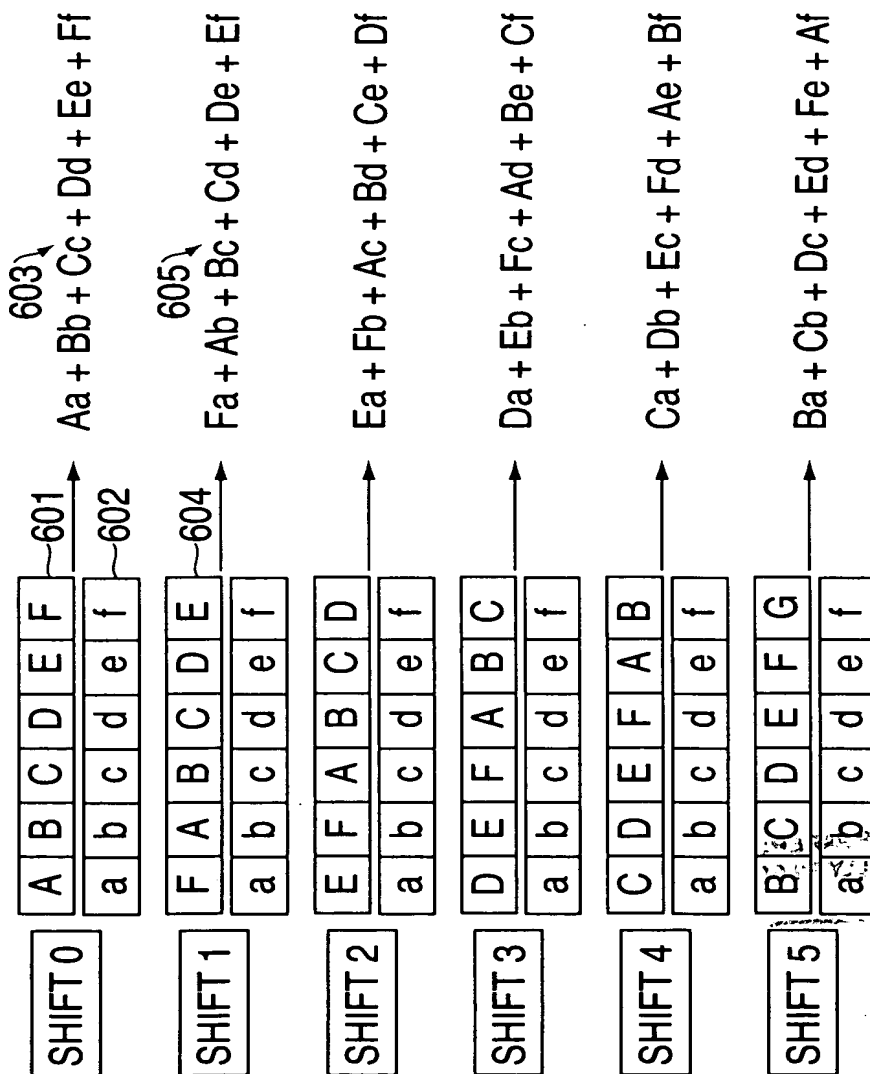 SHIFT 0
A B C D E F
601
a b c d e f
602
603
Aa + Bb + Cc + Dd + Ee + Ff
SHIFT 1
F A B C D E
604
a b c d e f
605
Fa + Ab + Bc + Cd + De + Ef
SHIFT 2
E F A B C D
a b c d e f
Ea + Fb + Ac + Bd + Ce + Df
SHIFT 3
D E F A B C
a b c d e f
Da + Eb + Fc + Ad + Be + Cf
SHIFT 4
C D E F A B
a b c d e f
Ca + Db + Ec + Fd + Ae + Bf
SHIFT 5
B C D E F G
a b c d e f
Ba + Cb + Dc + Ed + Fe + Af